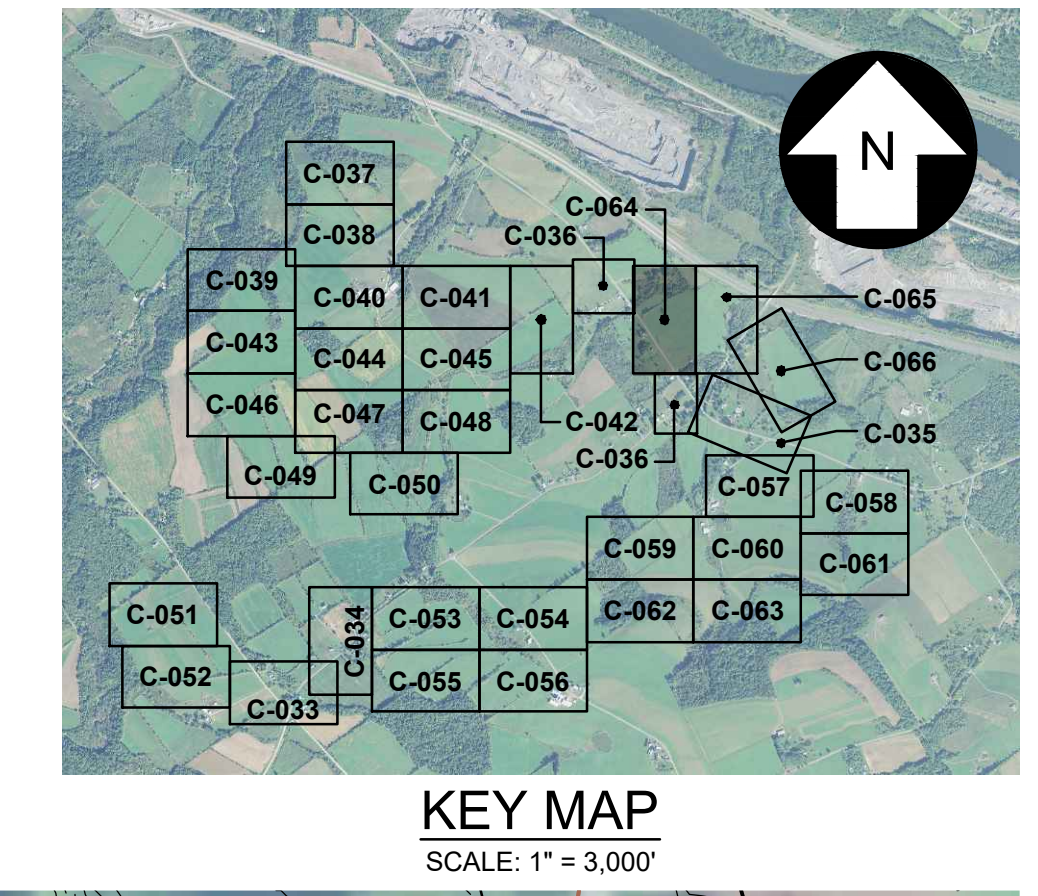 N
C-037
C-064
C-036
C-038
C-039
C-040
C-041
C-065
C-043
C-044
C-045
C-066
C-046
C-047
C-048
C-042
C-035
C-036
C-049
C-050
C-057
C-058
C-059
C-060
C-061
C-051
C-034
C-053
C-054
C-062
C-063
C-052
C-055
C-056
C-033
KEY MAP
SCALE: 1" = 3,000'